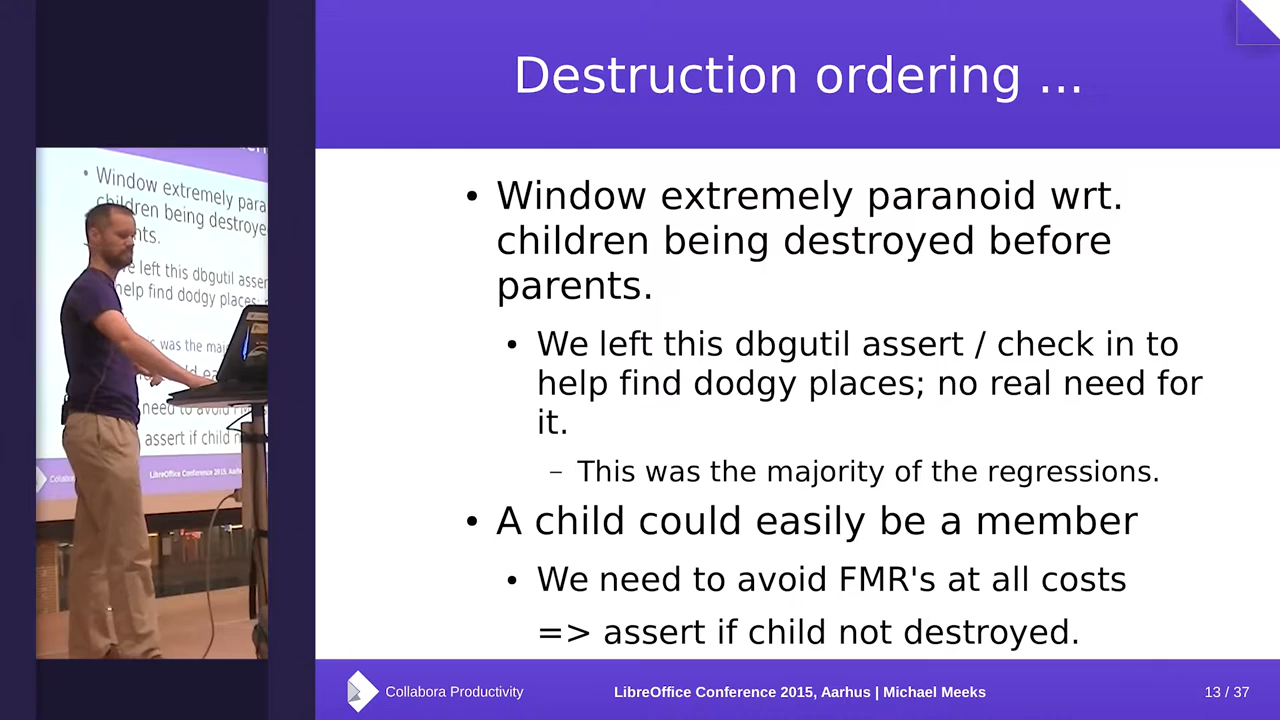 Destruction ordering ...
• Window extremely paranoid wrt.
children being destroyed before
parents.
• We left this dbgutil assert / check in to
help find dodgy places; no real need for
it.
– This was the majority of the regressions.
• A child could easily be a member
• We need to avoid FMR's at all costs
=> assert if child not destroyed.
Collabora Productivity
LibreOffice Conference 2015, Aarhus | Michael Meeks
13 / 37
• Window extremely para
children being destroye
nts.
e left this dbgutil asser
help find dodgy places;
was the maj
need to avoid FM
assert if child n
LibreOffice Conference 2015, Aarh